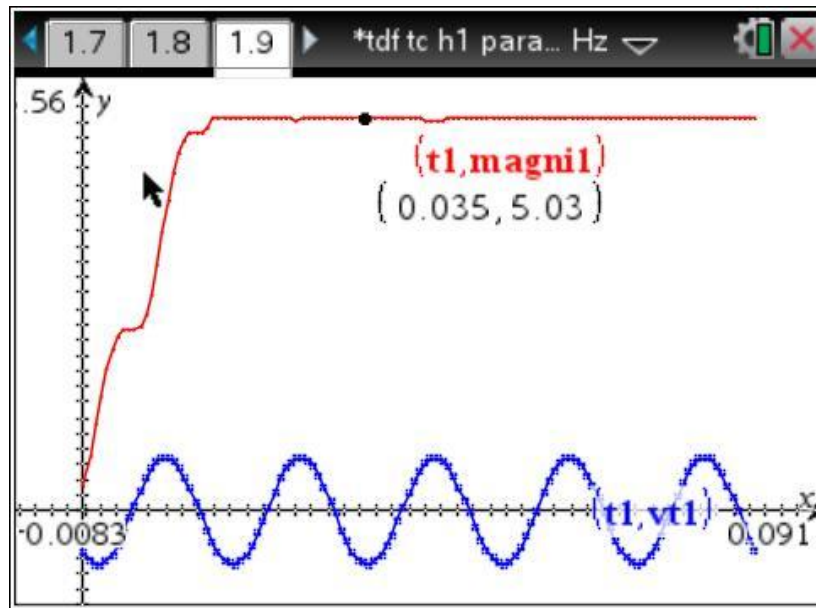 1.7 1.8 1.9 *tdf tc h1 para... Hz
.56 y
(t1,magni1)
(0.035,5.03)
x
-0.0083 (t1,vt1) 0.091